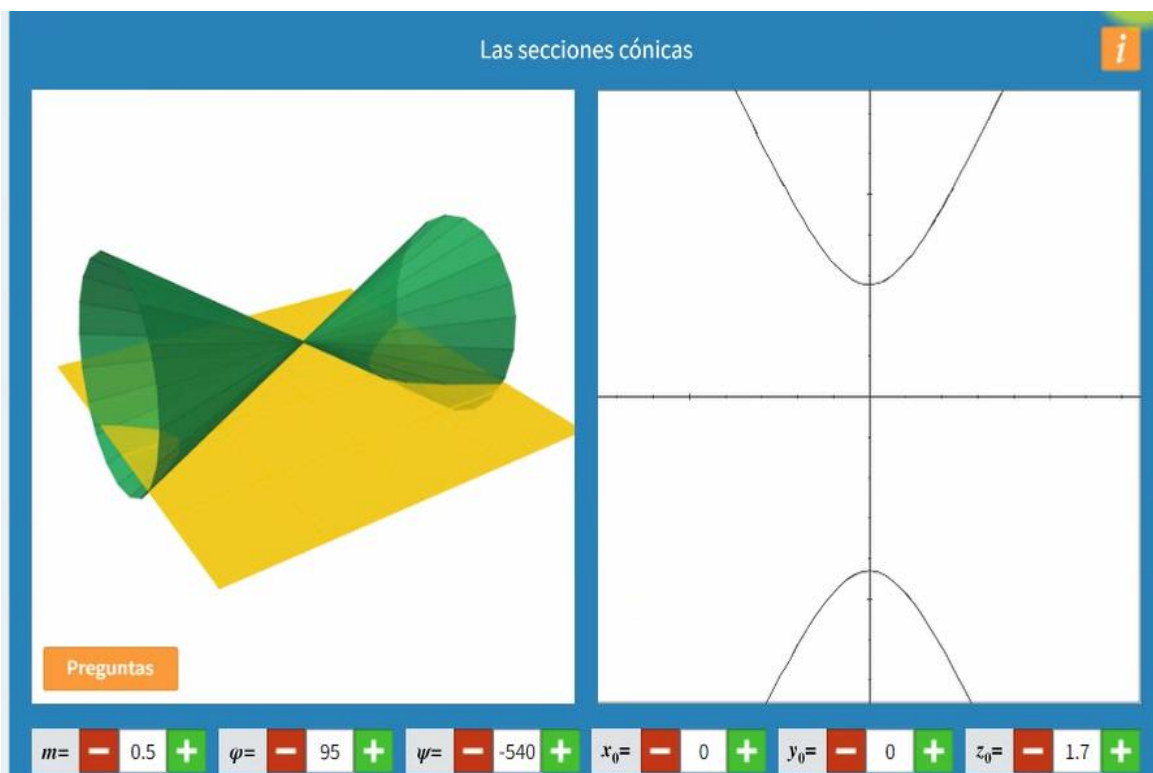 Las secciones cónicas
i
Preguntas
m= − 0.5 + φ= − 95 + ψ= − -540 + x₀= − 0 + y₀= − 0 + z₀= − 1.7 +